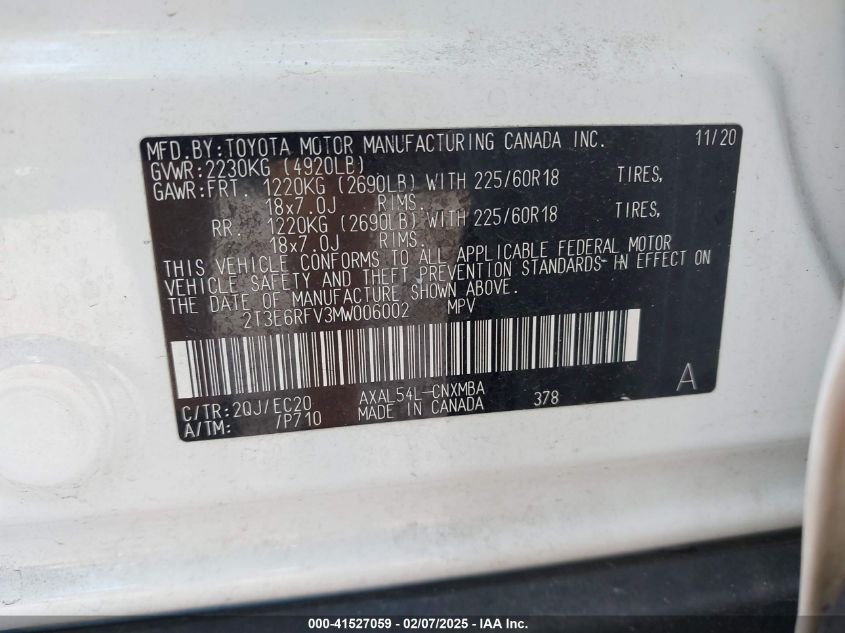 MFD.BY:TOYOTA MOTOR MANUFACTURING CANADA INC. 11/20
GVWR:2230KG (4920LB)
GAWR:FRT. 1220KG (2690LB) WITH 225/60R18 TIRES,
18x7.0J RIMS.
RR. 1220KG (2690LB) WITH 225/60R18 TIRES,
18x7.0J RIMS.
THIS VEHICLE CONFORMS TO ALL APPLICABLE FEDERAL MOTOR
VEHICLE SAFETY AND THEFT PREVENTION STANDARDS IN EFFECT ON
THE DATE OF MANUFACTURE SHOWN ABOVE.
2T3E6RFV3MW006002 MPV
A
C/TR:2QJ/EC20 AXAL54L-CNXMBA 378
A/TM: /P710 MADE IN CANADA
000-41527059 - 02/07/2025 - IAA Inc.